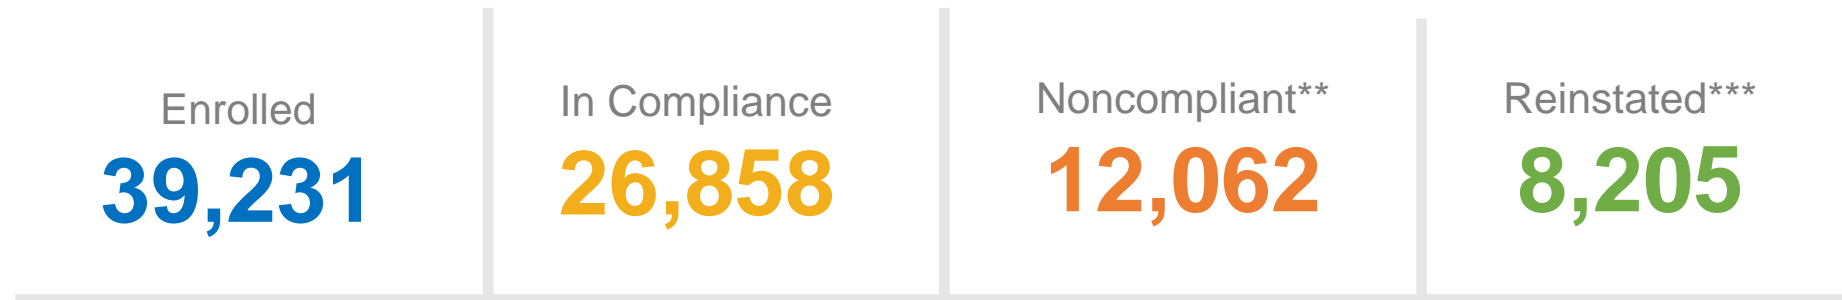 Enrolled
39,231
In Compliance
26,858
Noncompliant**
12,062
Reinstated***
8,205